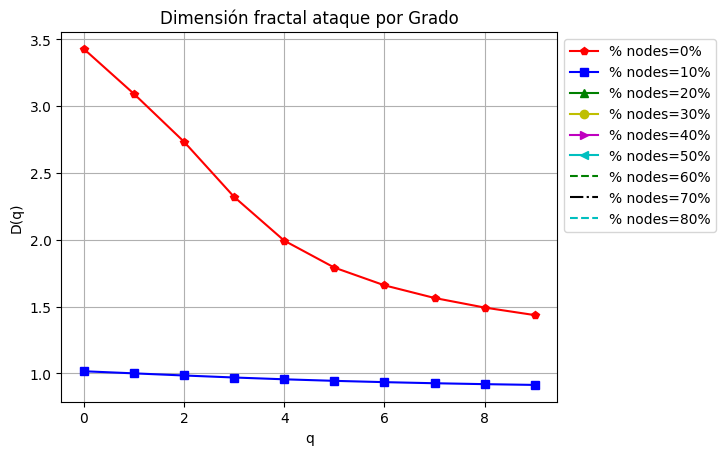 Dimensión fractal ataque por Grado
3.5
3.0
2.5
2.0
1.5
1.0
D(q)
0
2
4
6
8
q
% nodes=0%
% nodes=10%
% nodes=20%
% nodes=30%
% nodes=40%
% nodes=50%
% nodes=60%
% nodes=70%
% nodes=80%